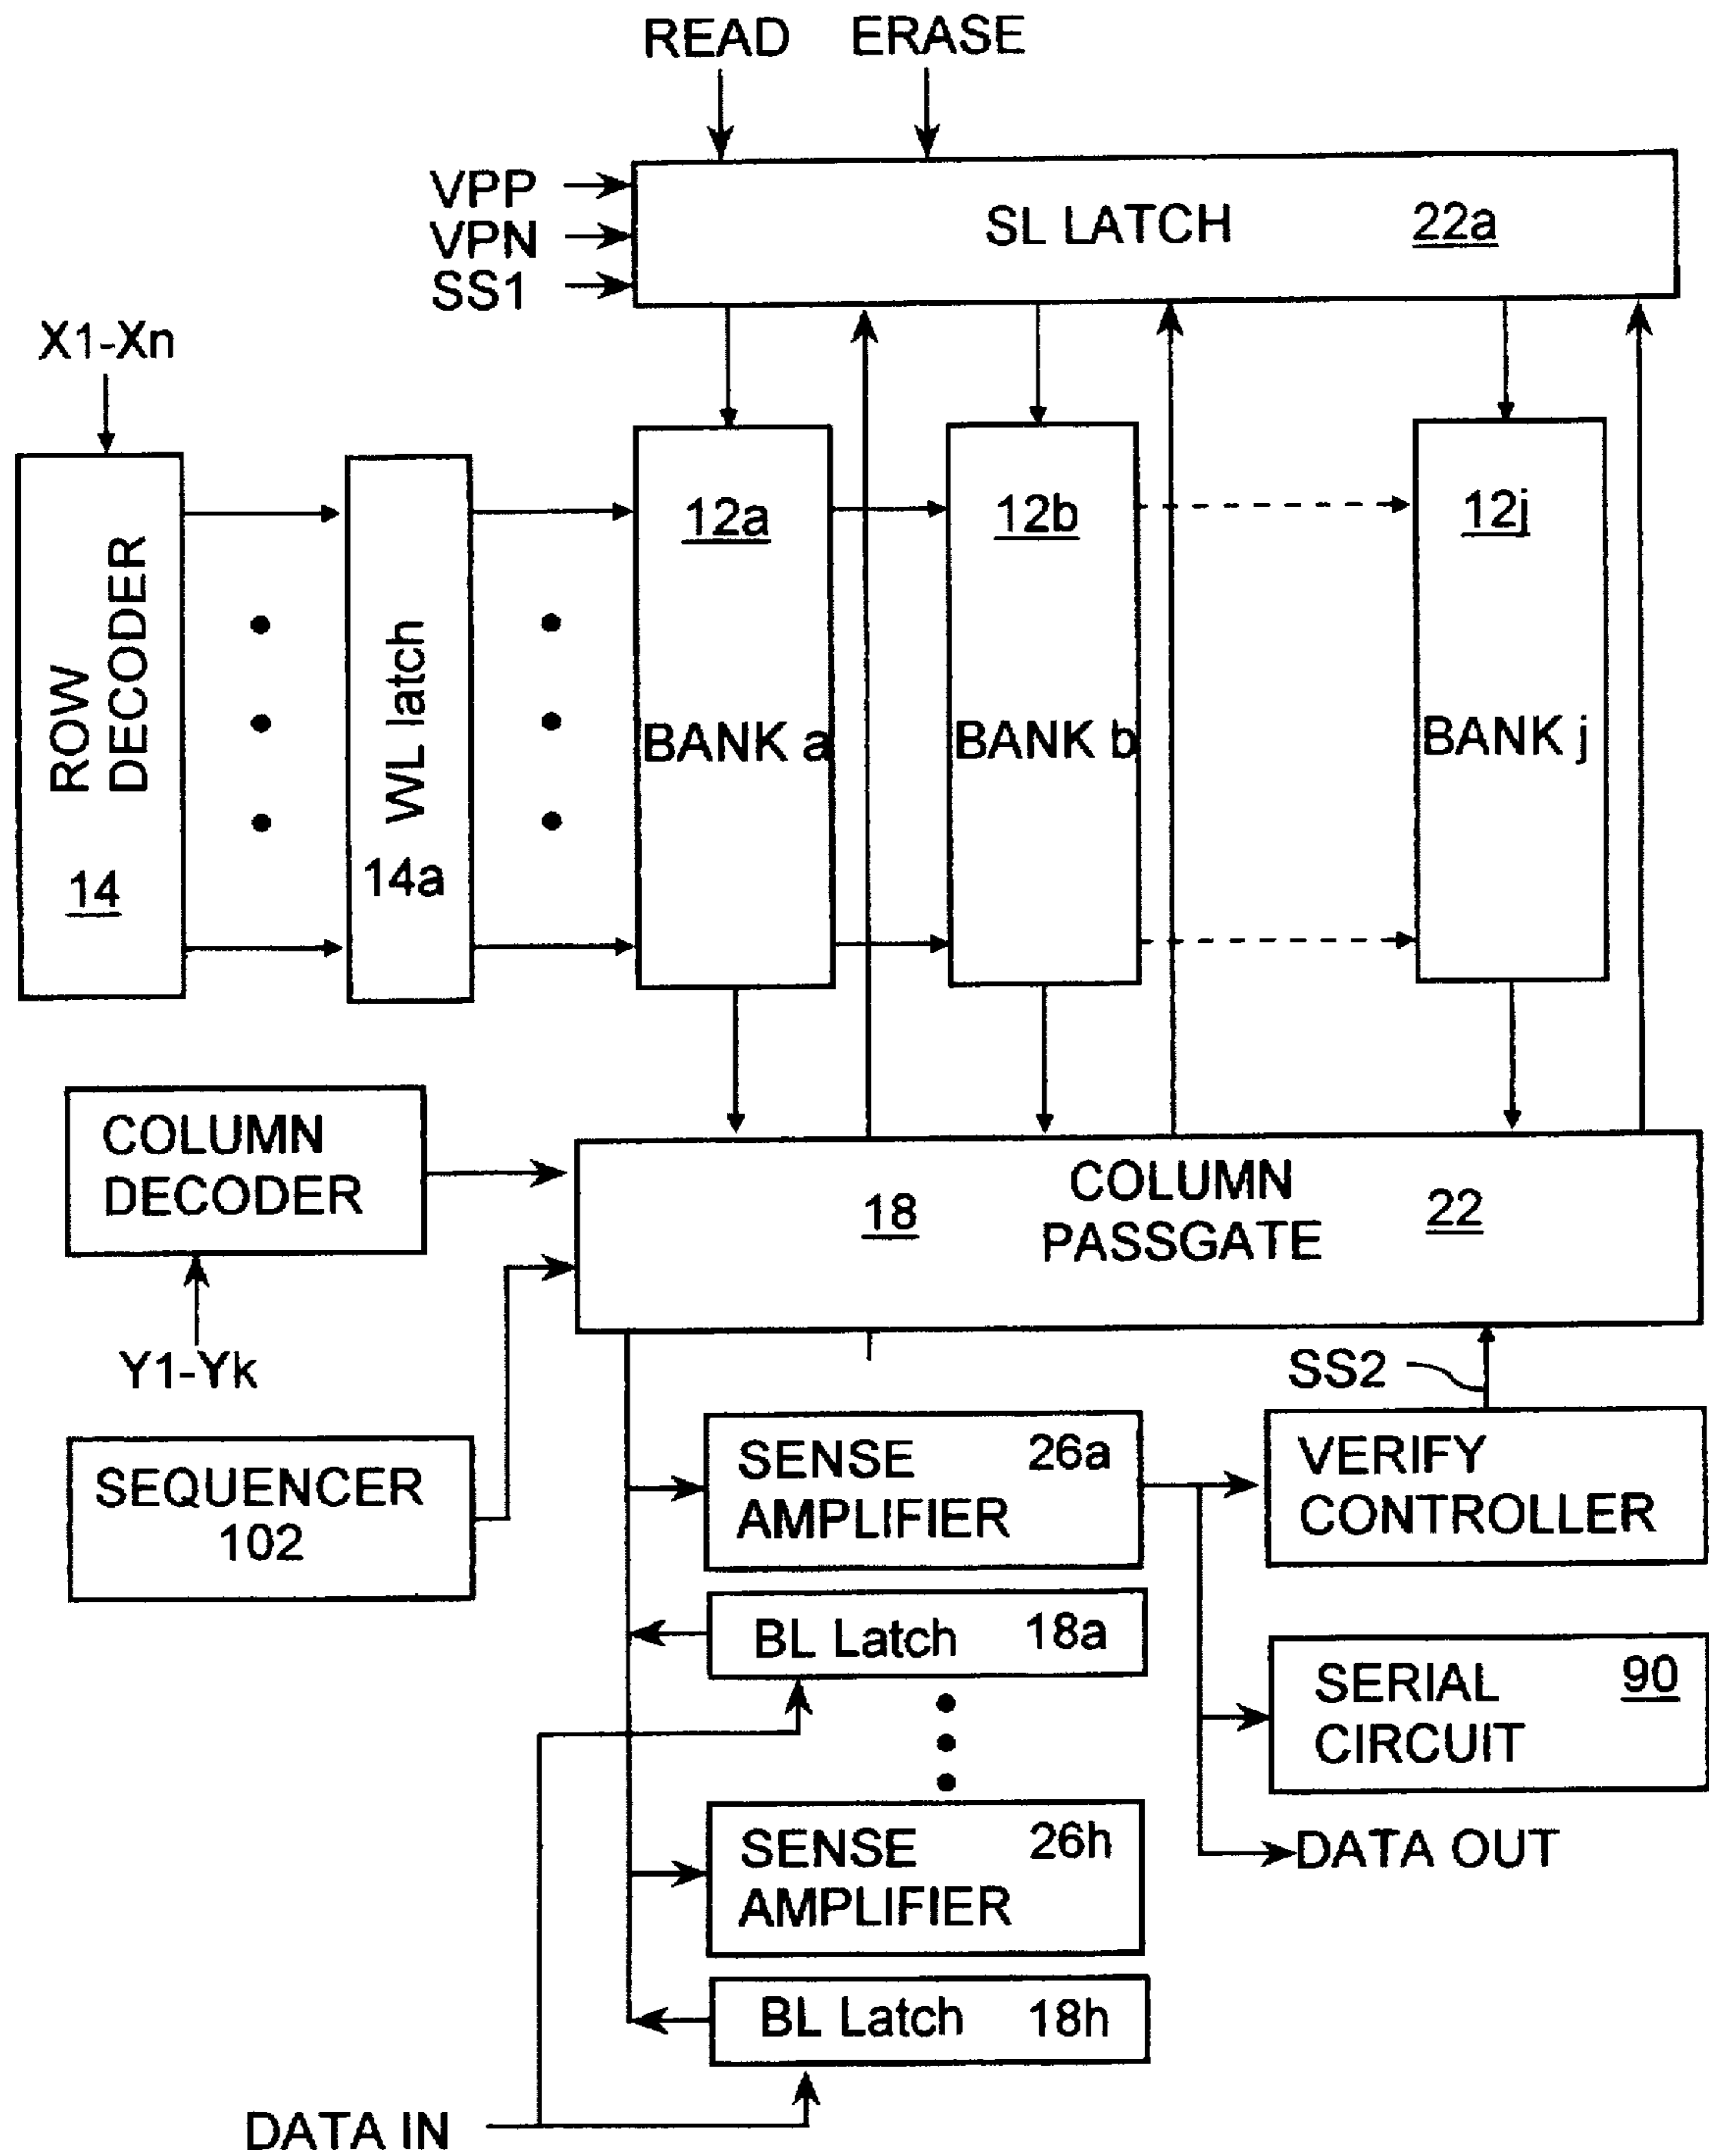 READ ERASE
VPP
VPN
SS1
SL LATCH 22a
X1-Xn
ROW DECODER
14
WL latch
14a
12a
BANK a
12b
BANK b
12j
BANK j
COLUMN DECODER
Y1-Yk
COLUMN PASSGATE
18
22
SEQUENCER
102
SS2
SENSE AMPLIFIER 26a
VERIFY CONTROLLER
BL Latch 18a
SERIAL CIRCUIT 90
SENSE AMPLIFIER 26h
DATA OUT
BL Latch 18h
DATA IN